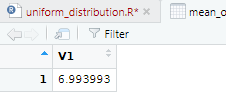 uniform_distribution.R*
mean_o
Filter
V1
1 6.993993